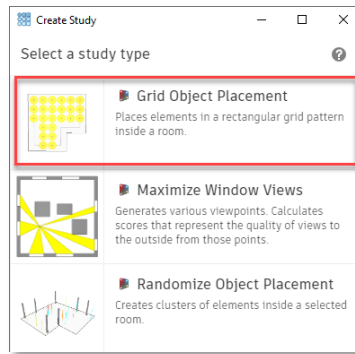 Create Study
Select a study type
Grid Object Placement
Places elements in a rectangular grid pattern
inside a room.
Maximize Window Views
Generates various viewpoints. Calculates
scores that represent the quality of views to
the outside from those points.
Randomize Object Placement
Creates clusters of elements inside a selected
room.